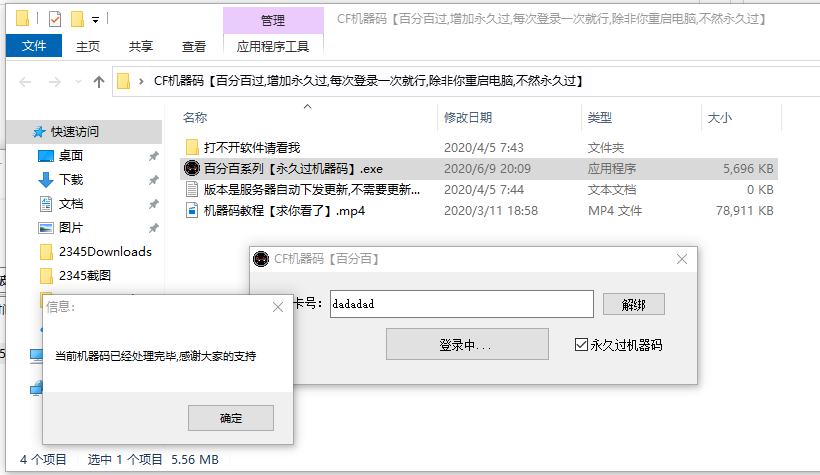 管理
CF机器码【百分百过,增加永久过,每次登录一次就行,除非你重启电脑,不然永久过】
文件
主页
共享
查看
应用程序工具
CF机器码【百分百过,增加永久过,每次登录一次就行,除非你重启电脑,不然永久过】
快速访问
桌面
下载
文档
图片
2345Downloads
2345截图
名称 修改日期 类型 大小
打不开软件请看我 2020/4/5 7:43 文件夹
百分百系列【永久过机器码】.exe 2020/6/9 20:09 应用程序 5,696 KB
版本是服务器自动下发更新,不需要更新... 2020/4/5 7:44 文本文档 0 KB
机器码教程【求你看了】.mp4 2020/3/11 18:58 MP4 文件 78,911 KB
CF机器码【百分百】
卡号: dadadad 解绑
登录中... 永久过机器码
信息:
当前机器码已经处理完毕,感谢大家的支持
确定
4 个项目 选中 1 个项目 5.56 MB